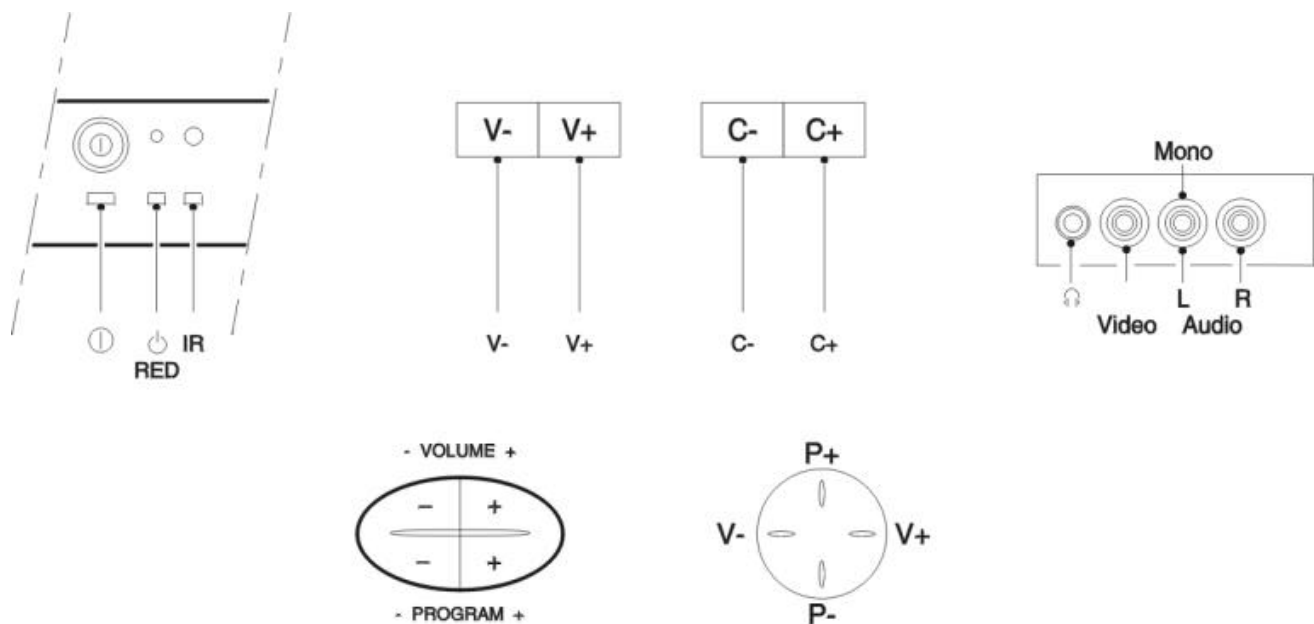 V- V+
C- C+
Mono
IR
RED
V- V+
C- C+
L R
Video Audio
- VOLUME +
- +
- +
- PROGRAM +
P+
V- V+
P-